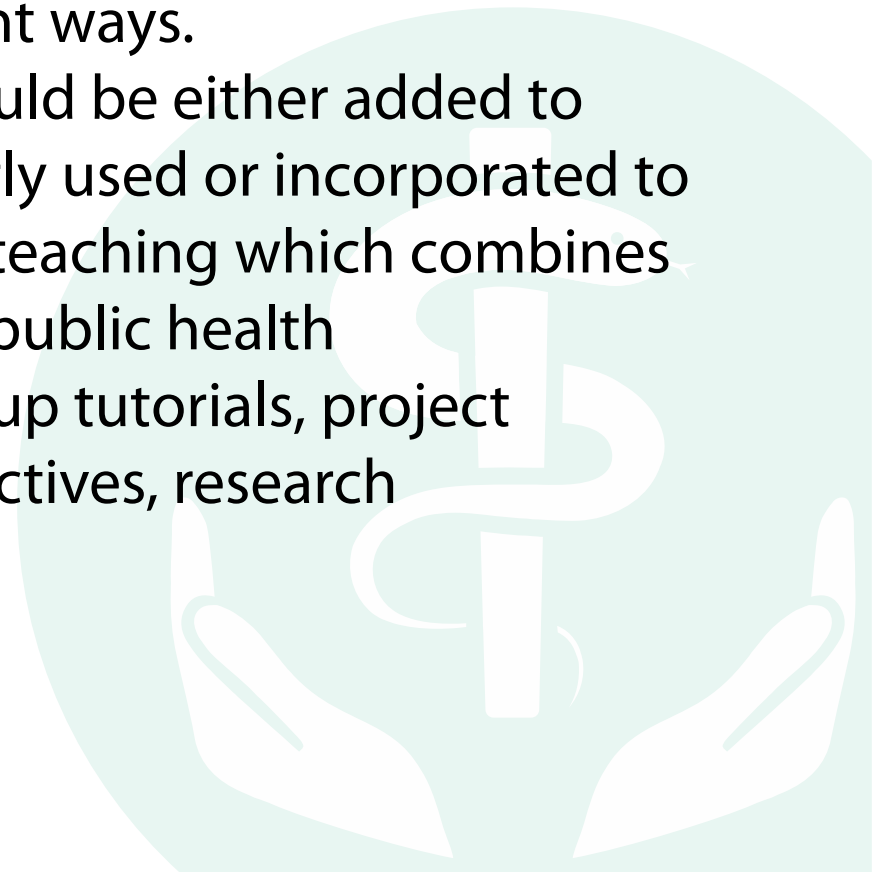 nt ways.
uld be either added to
rly used or incorporated to
teaching which combines
public health
up tutorials, project
ctives, research